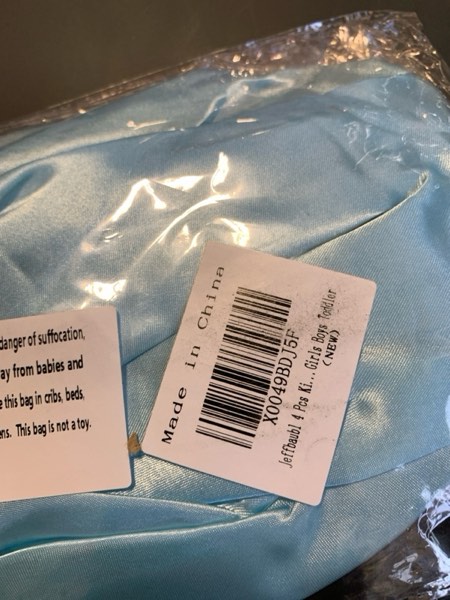 danger of suffocation,
ay from babies and
e this bag in cribs, beds,
ens. This bag is not a toy.
Made in China
X0049BDJ5F
Jeffbaubl 4 Pcs Ki...Girls Boys Toddler
(NEW)